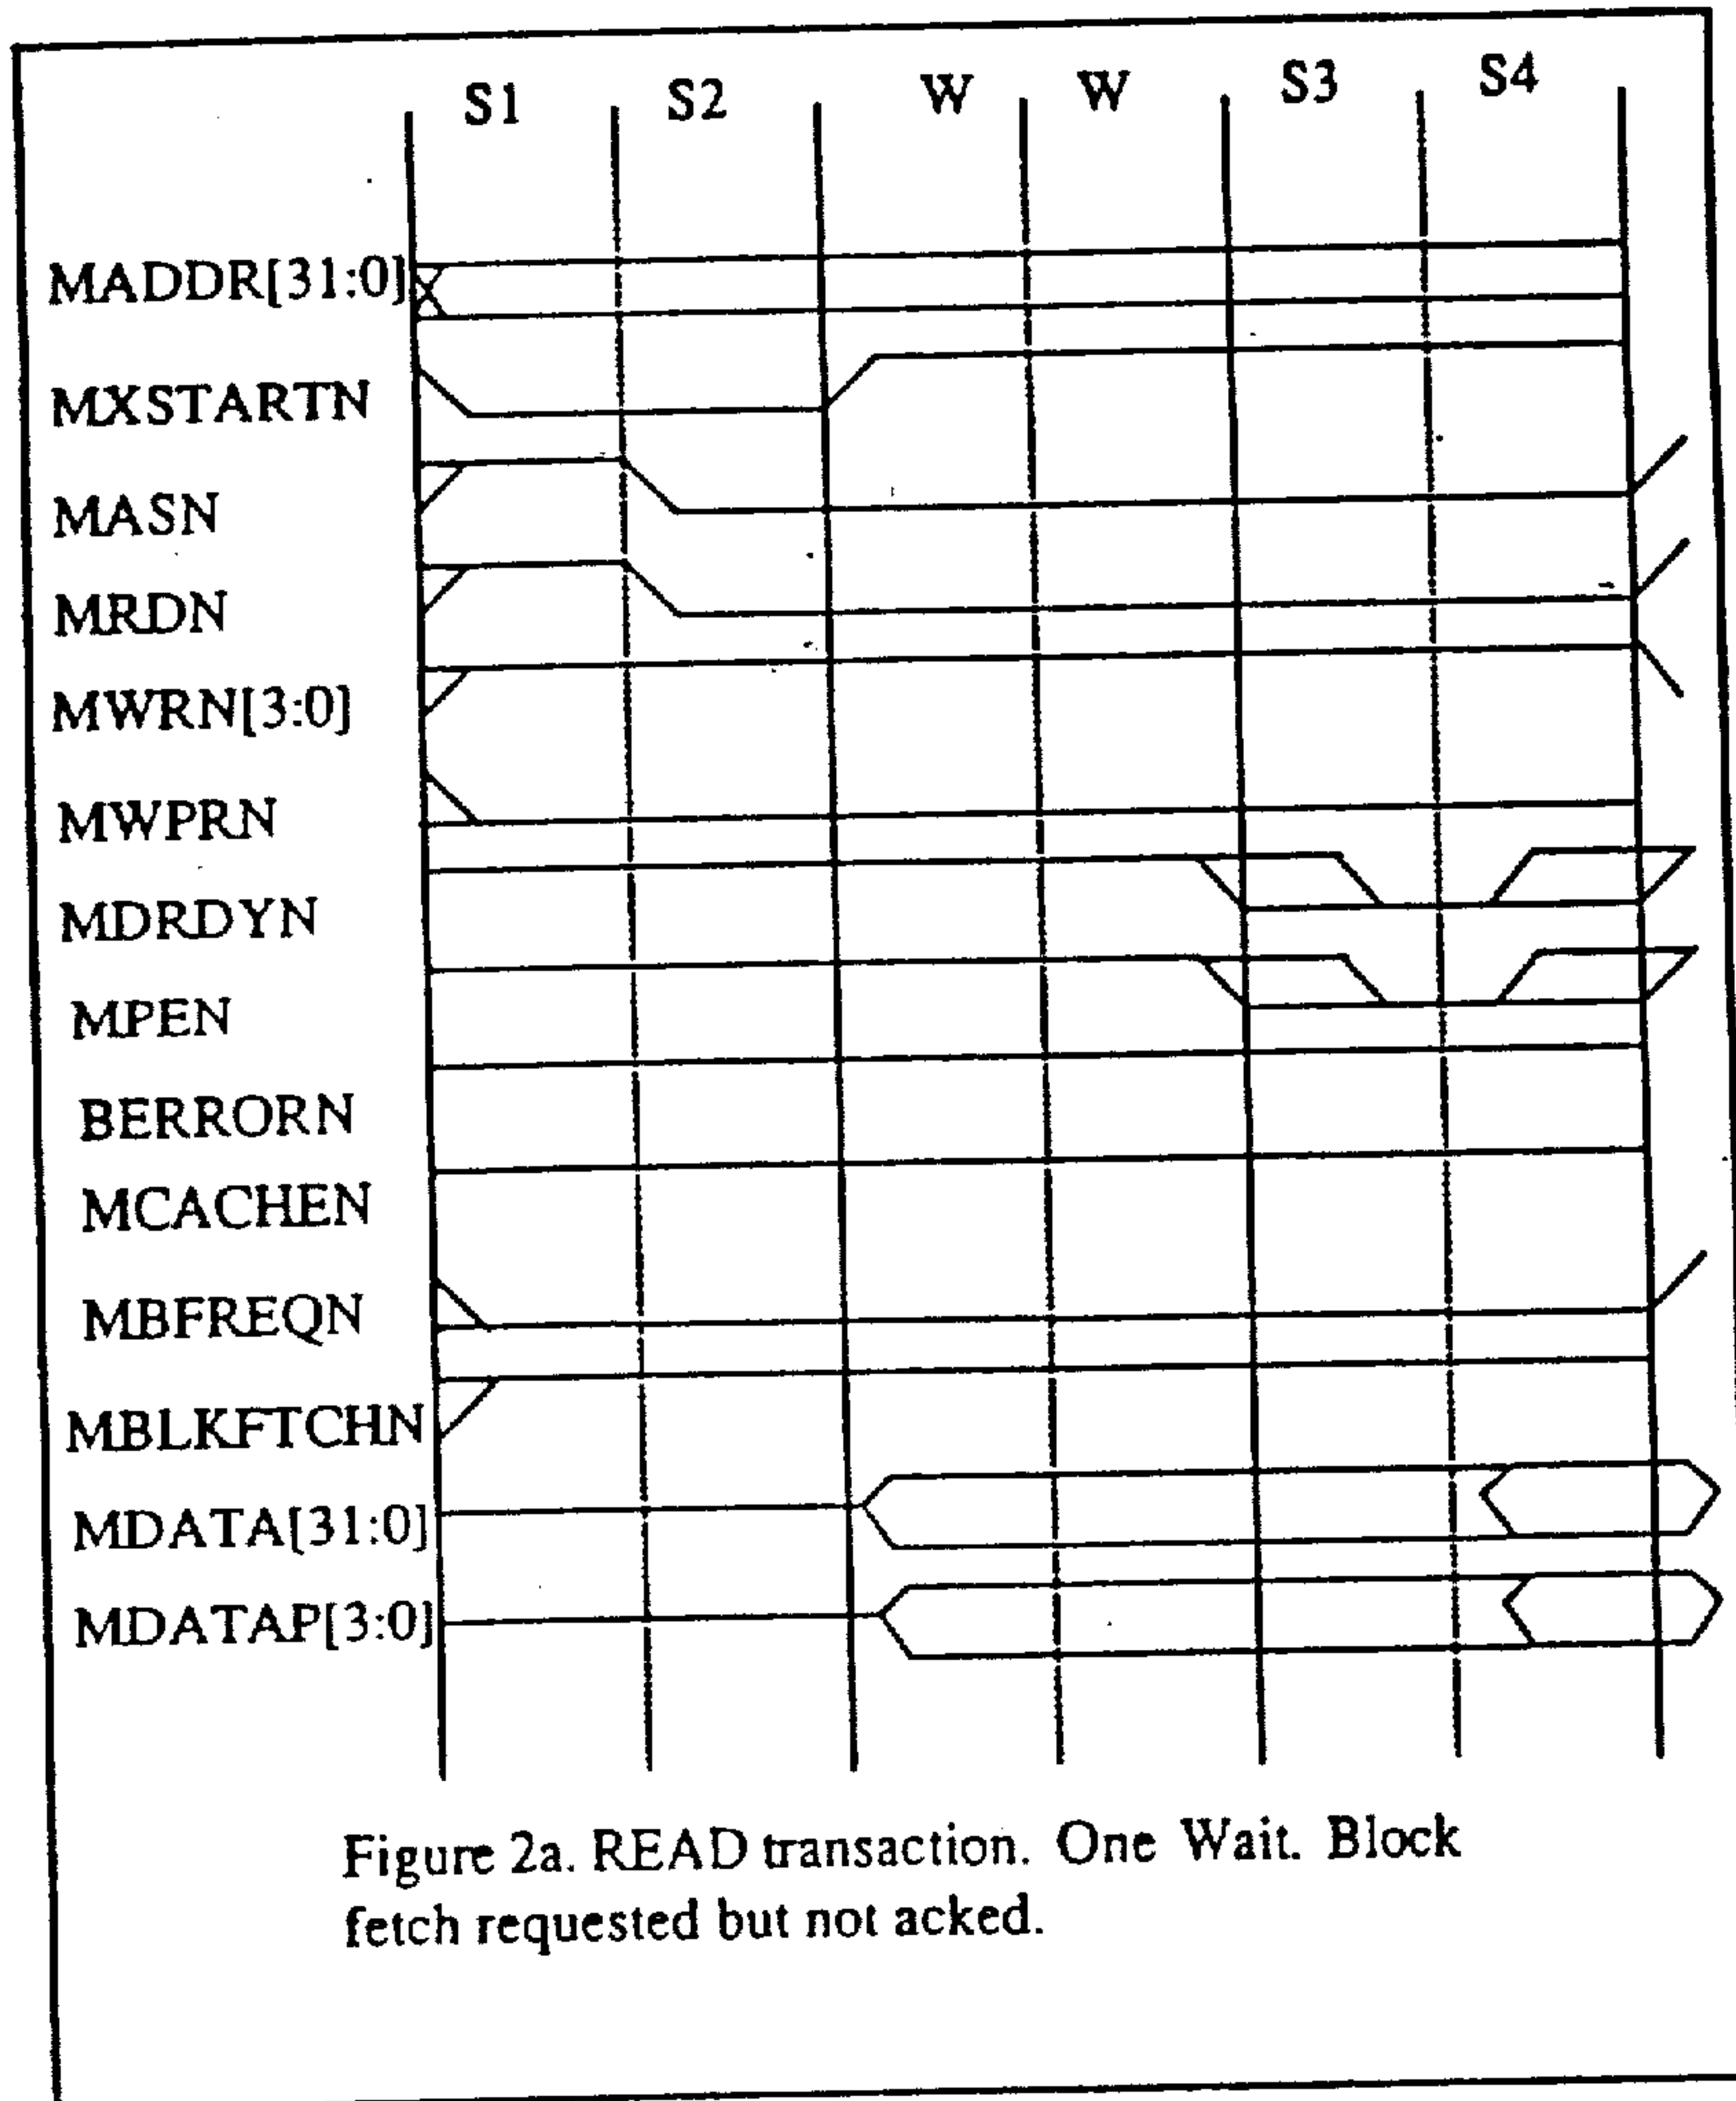 S1 S2 W W S3 S4
MADDR[31:0]
MXSTARTN
MASN
MRDN
MWRN[3:0]
MWPRN
MDRDYN
MPEN
BERRORN
MCACHEN
MBFREQN
MBLKFTCHN
MDATA[31:0]
MDATAP[3:0]
Figure 2a. READ transaction. One Wait. Block
fetch requested but not acked.